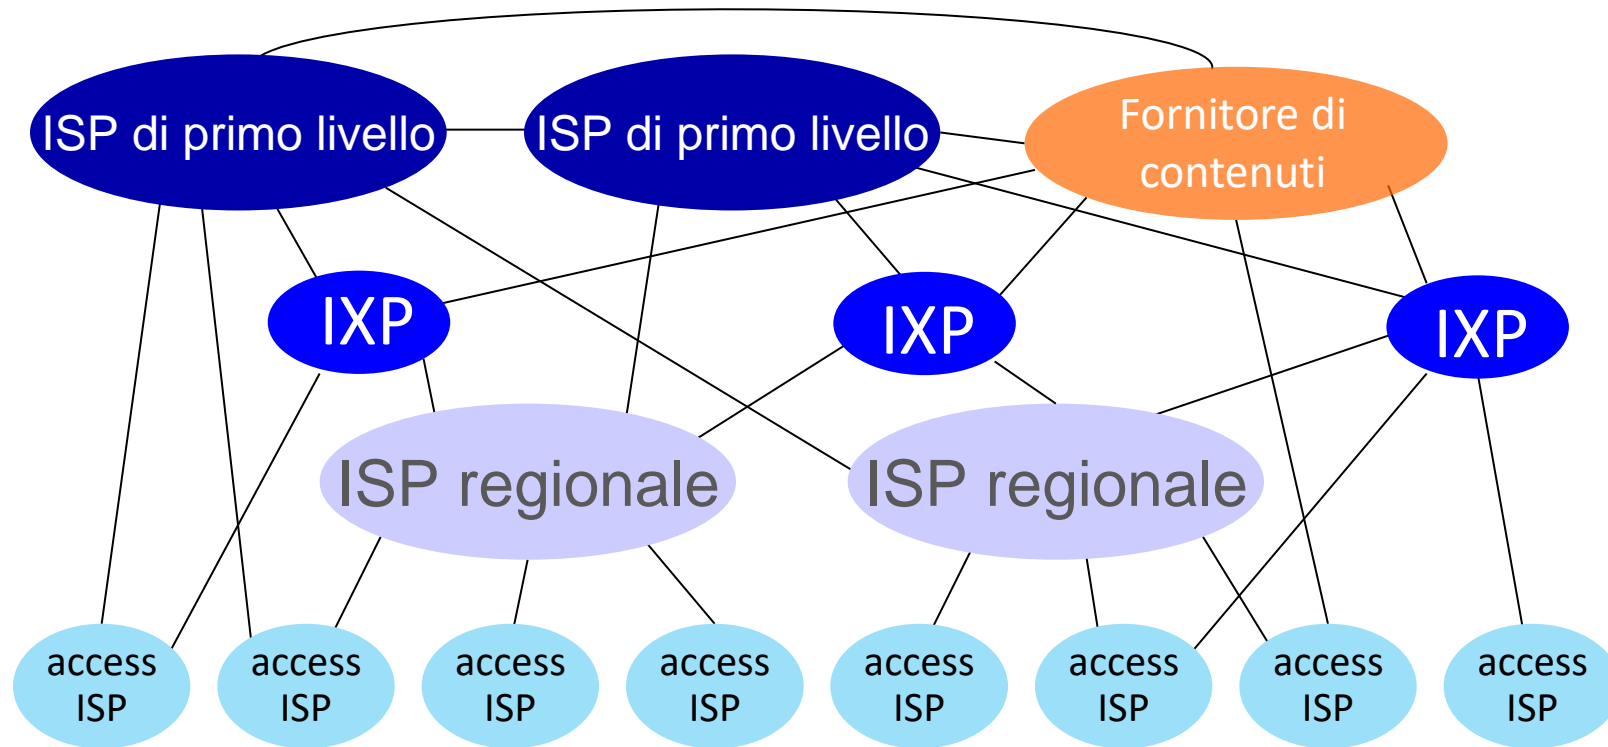 ISP di primo livello
ISP di primo livello
Fornitore di
contenuti
IXP
IXP
IXP
ISP regionale
ISP regionale
access
ISP
access
ISP
access
ISP
access
ISP
access
ISP
access
ISP
access
ISP
access
ISP